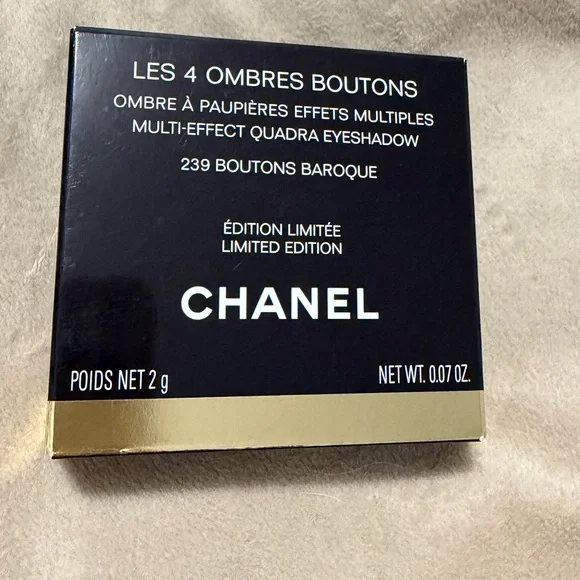 LES 4 OMBRES BOUTONS
OMBRE À PAUPIÈRES EFFETS MULTIPLES
MULTI-EFFECT QUADRA EYESHADOW
239 BOUTONS BAROQUE
ÉDITION LIMITÉE
LIMITED EDITION
CHANEL
POIDS NET 2 g
NET WT. 0.07 OZ.